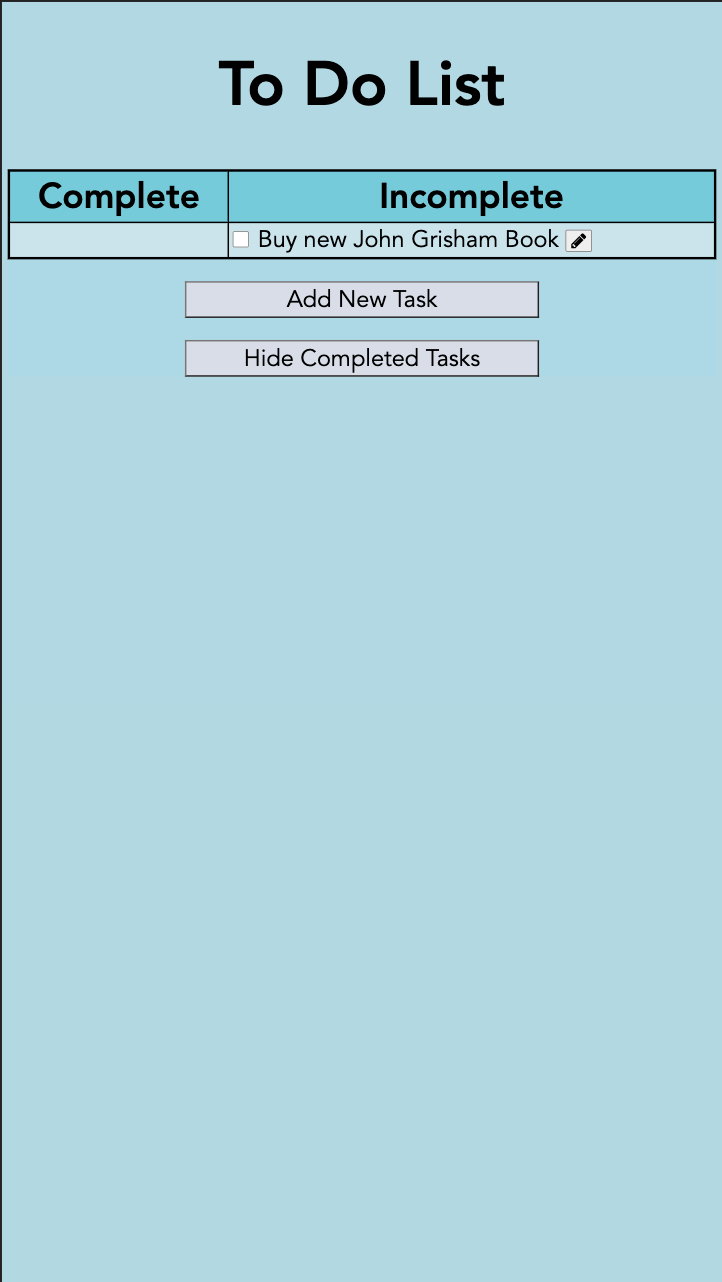 To Do List
Complete Incomplete
Buy new John Grisham Book
Add New Task
Hide Completed Tasks